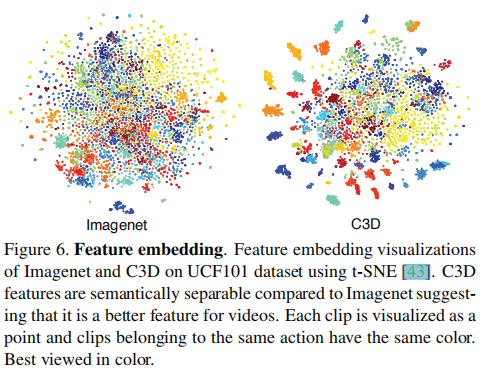 Imagenet
C3D
Figure 6. Feature embedding. Feature embedding visualizations
of Imagenet and C3D on UCF101 dataset using t-SNE [43]. C3D
features are semantically separable compared to Imagenet suggest-
ing that it is a better feature for videos. Each clip is visualized as a
point and clips belonging to the same action have the same color.
Best viewed in color.